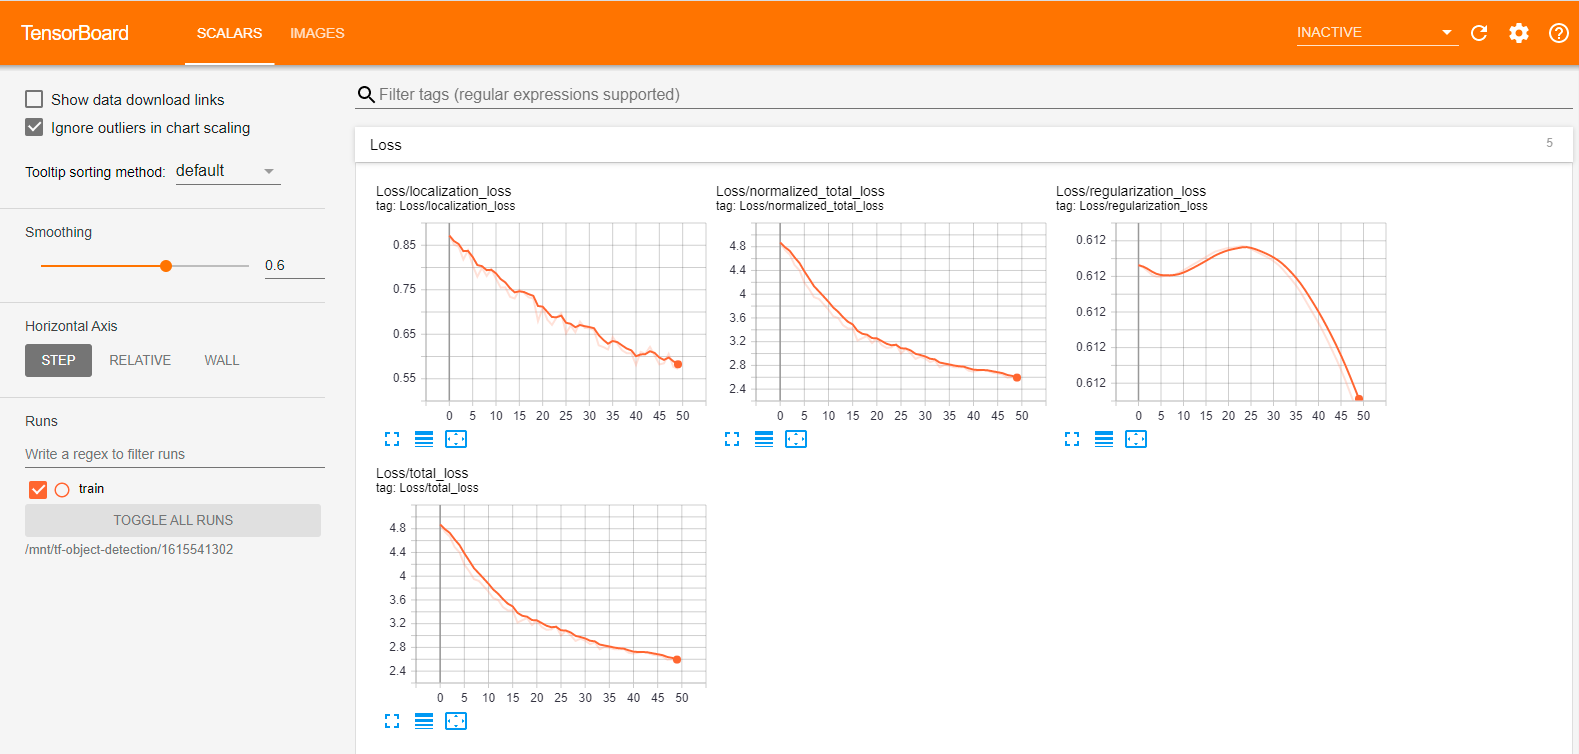 TensorBoard
SCALARS IMAGES
INACTIVE
Show data download links
Ignore outliers in chart scaling
Tooltip sorting method: default
Smoothing
0.6
Horizontal Axis
STEP RELATIVE WALL
Runs
Write a regex to filter runs
train
TOGGLE ALL RUNS
/mnt/tf-object-detection/1615541302
Filter tags (regular expressions supported)
Loss 5
Loss/localization_loss
tag: Loss/localization_loss
0.85
0.75
0.65
0.55
0 5 10 15 20 25 30 35 40 45 50
Loss/normalized_total_loss
tag: Loss/normalized_total_loss
4.8
4.4
4
3.6
3.2
2.8
2.4
0 5 10 15 20 25 30 35 40 45 50
Loss/regularization_loss
tag: Loss/regularization_loss
0.612
0.612
0.612
0.612
0.612
0 5 10 15 20 25 30 35 40 45 50
Loss/total_loss
tag: Loss/total_loss
4.8
4.4
4
3.6
3.2
2.8
2.4
0 5 10 15 20 25 30 35 40 45 50